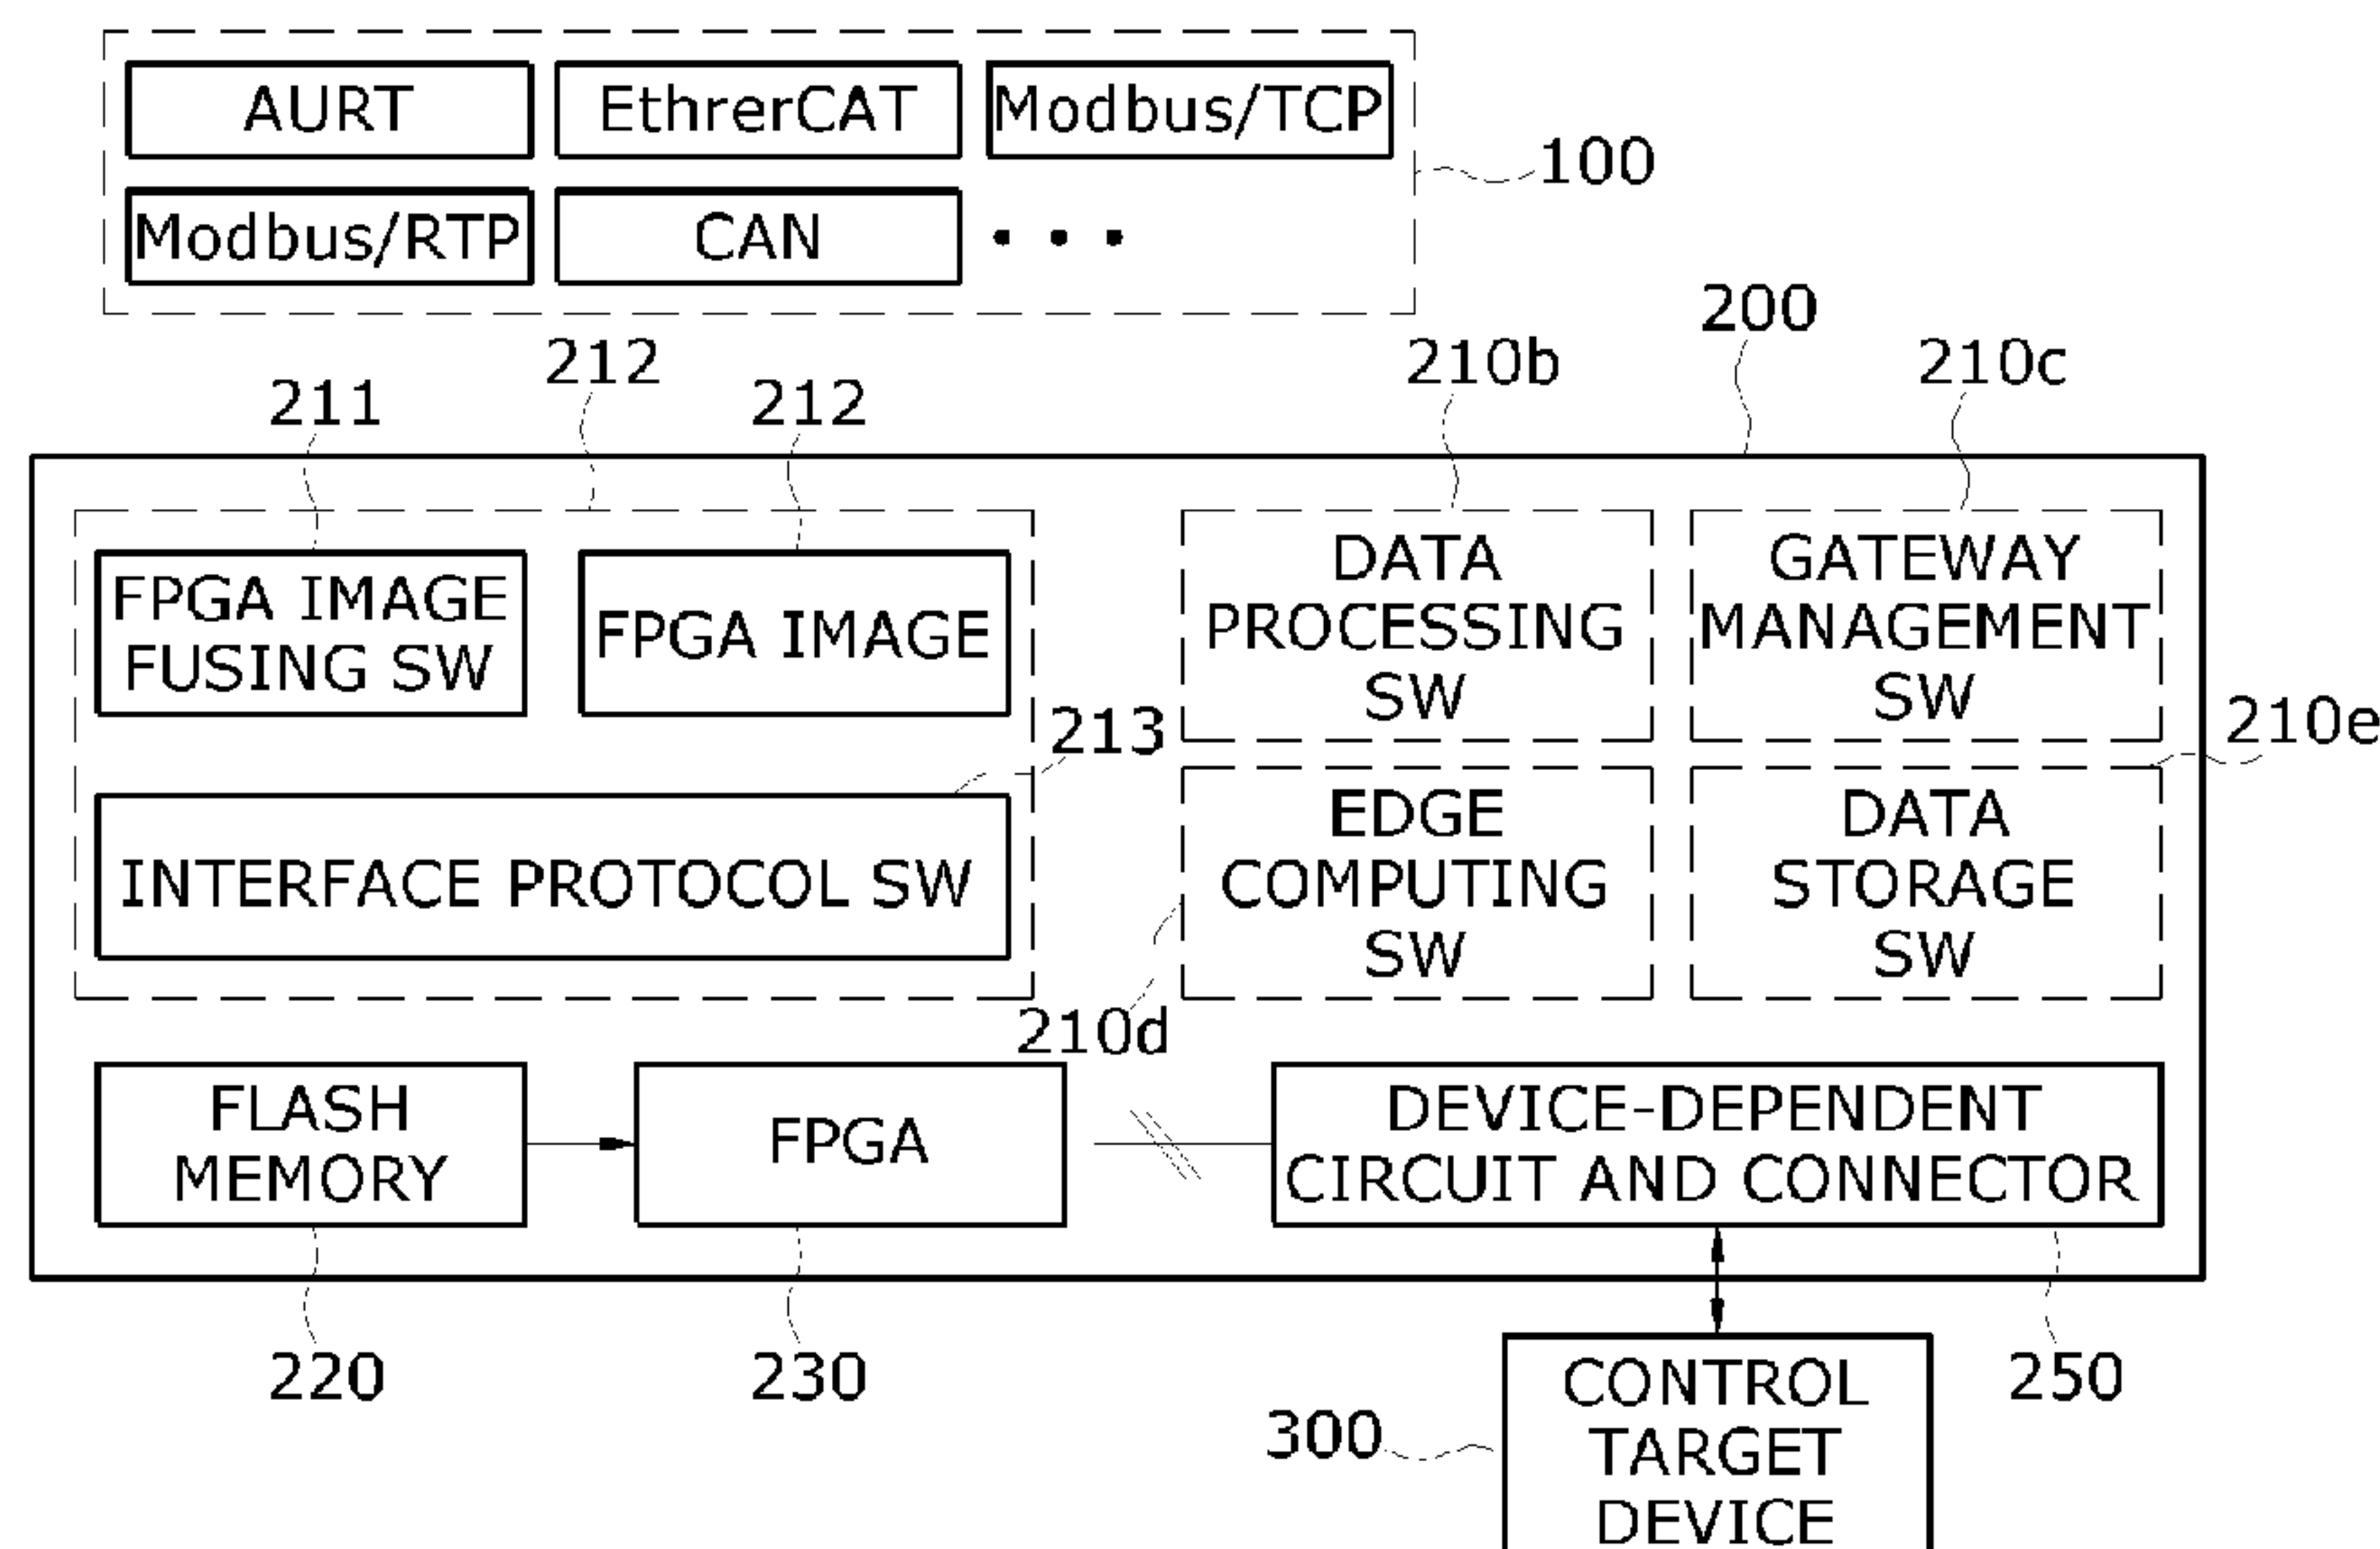 AURT
EthrerCAT
Modbus/TCP
100
Modbus/RTP
CAN
• • •
200
212
210b
210c
211
212
FPGA IMAGE
FUSING SW
FPGA IMAGE
DATA
PROCESSING
SW
GATEWAY
MANAGEMENT
SW
210e
213
INTERFACE PROTOCOL SW
EDGE
COMPUTING
SW
DATA
STORAGE
SW
210d
FLASH
MEMORY
FPGA
DEVICE-DEPENDENT
CIRCUIT AND CONNECTOR
220
230
250
300
CONTROL
TARGET
DEVICE